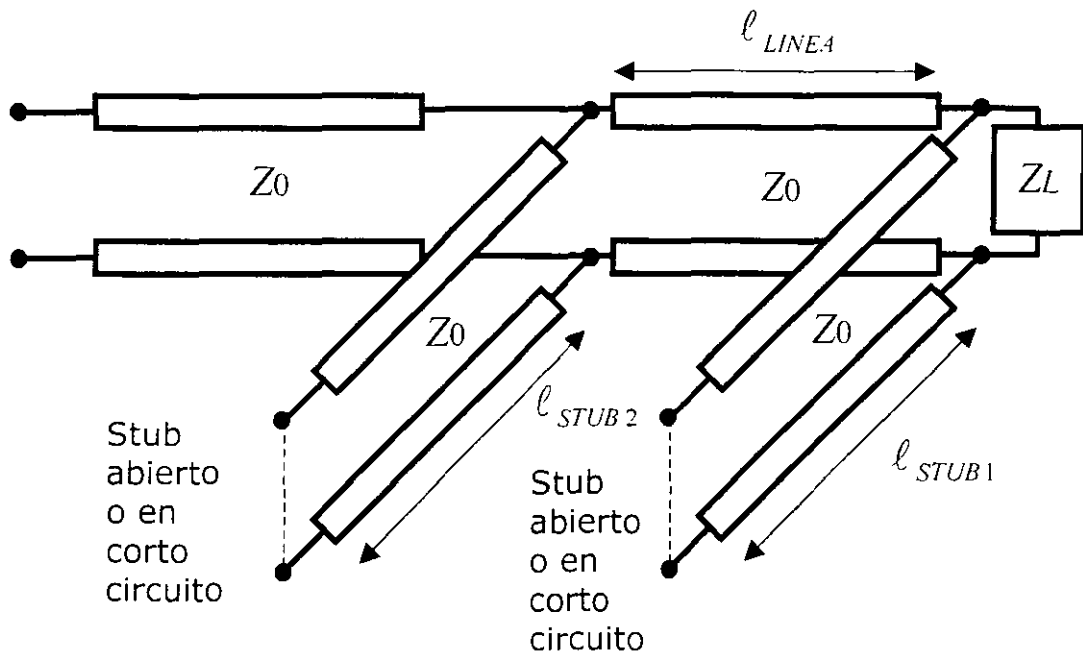 ℓ LINEA
Z0
Z0
ZL
Z0
Z0
ℓ STUB 2
ℓ STUB 1
Stub
abierto
o en
corto
circuito
Stub
abierto
o en
corto
circuito